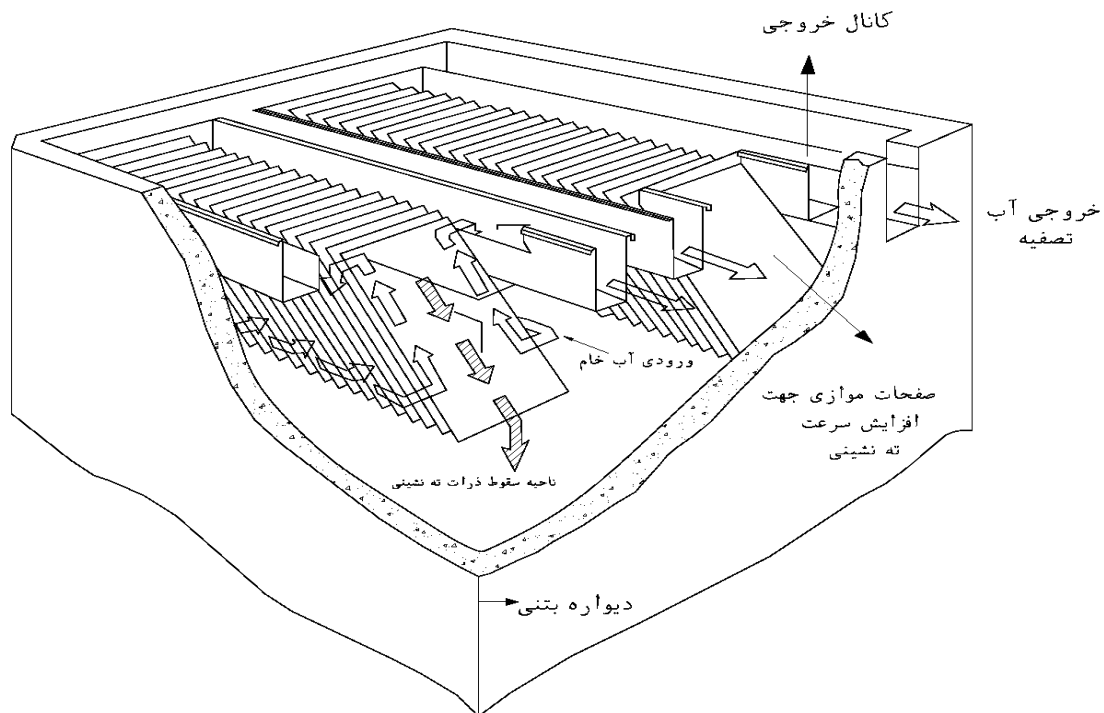 کانال خروجی
خروجی آب
تصفیه
ورودی آب خام
صفحات موازی جهت
افزایش سرعت
ته نشینی
ناحیه سقوط ذرات ته نشینی
دیواره بتنی